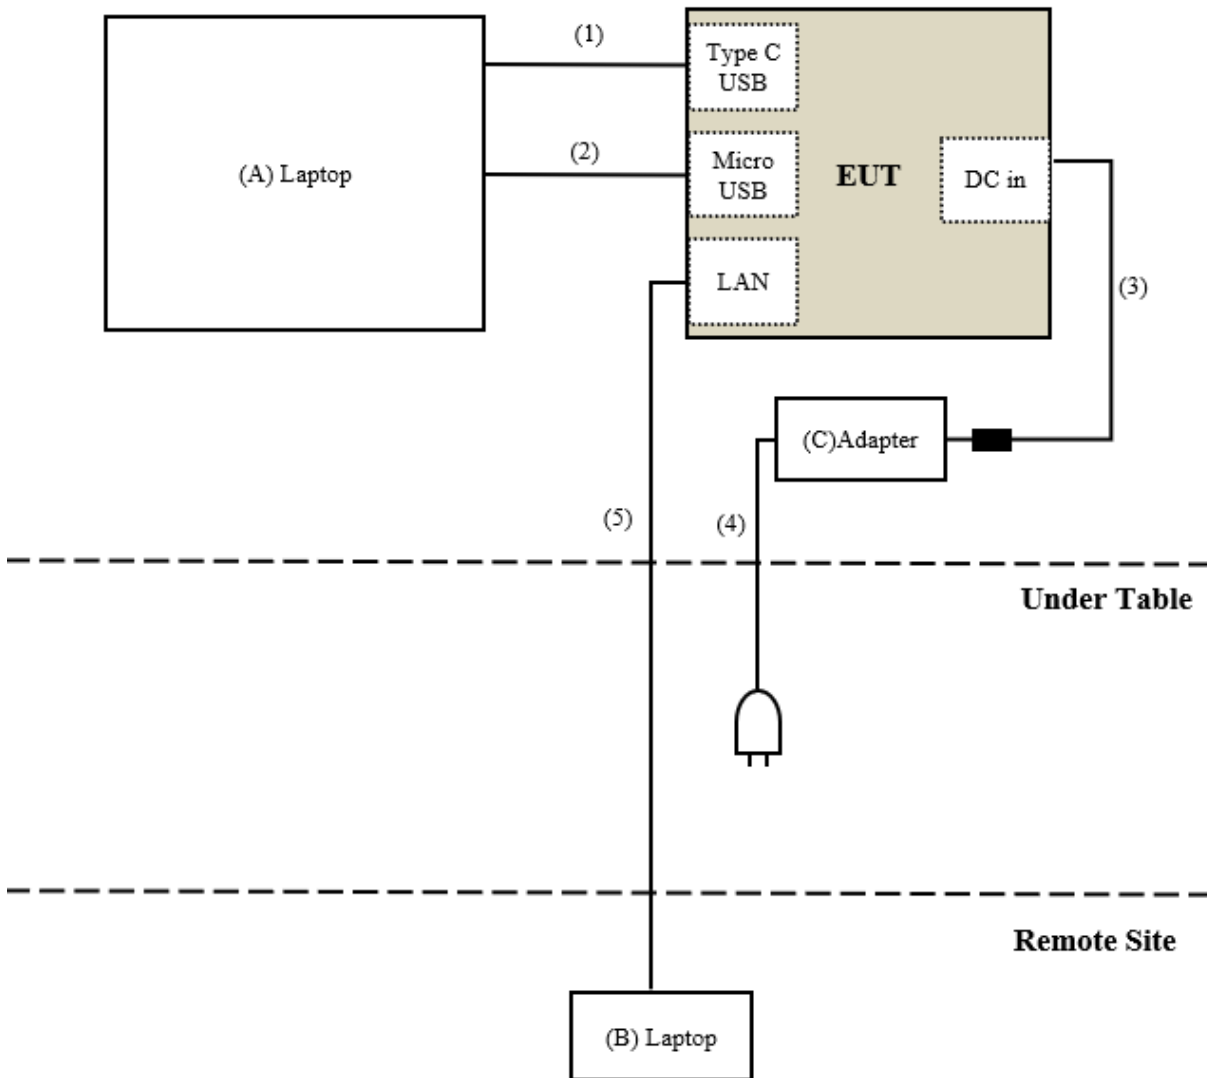 (1)
Type C
USB
(A) Laptop
(2)
Micro
USB
EUT
DC in
LAN
(3)
(C)Adapter
(5)
(4)
Under Table
Remote Site
(B) Laptop